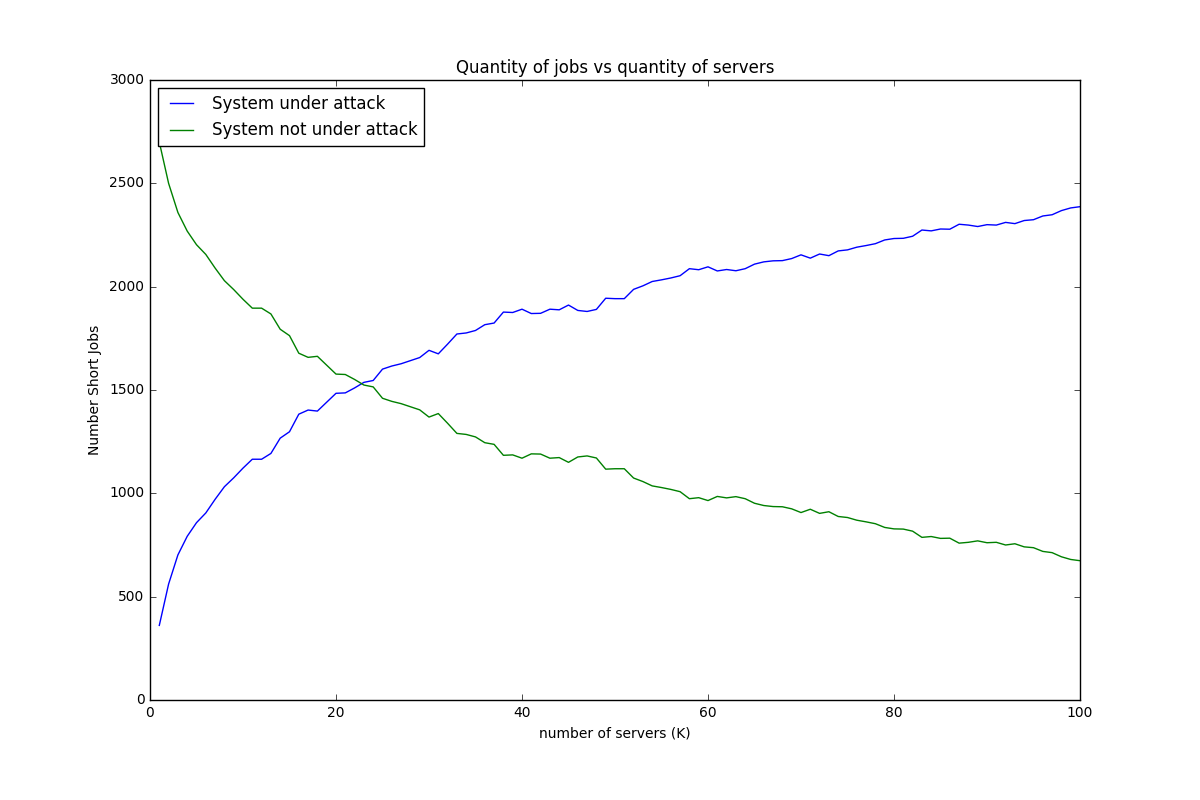 Quantity of jobs vs quantity of servers
3000
System under attack
System not under attack
2500
2000
Number Short Jobs
1500
1000
500
0
0 20 40 60 80 100
number of servers (K)